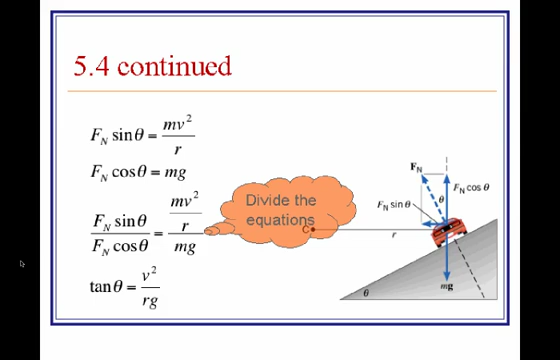 5.4 continued
F_N sinθ = mv²/r
F_N cosθ = mg
F_N sinθ / F_N cosθ = (mv²/r) / mg
tanθ = v²/rg
Divide the
equations
C
r
F_N
F_N cos θ
θ
F_N sin θ
mg
θ